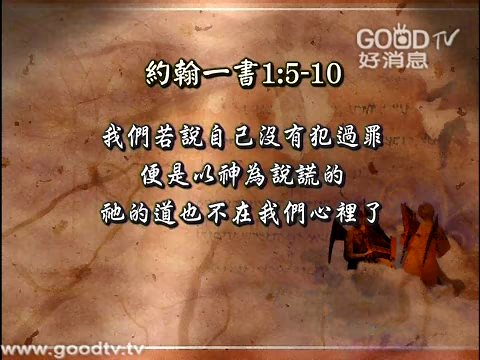 GOOD TV
好消息
約翰一書1:5-10
我們若說自己沒有犯過罪
便是以神為說謊的
祂的道也不在我們心裡了
www.goodtv.tv